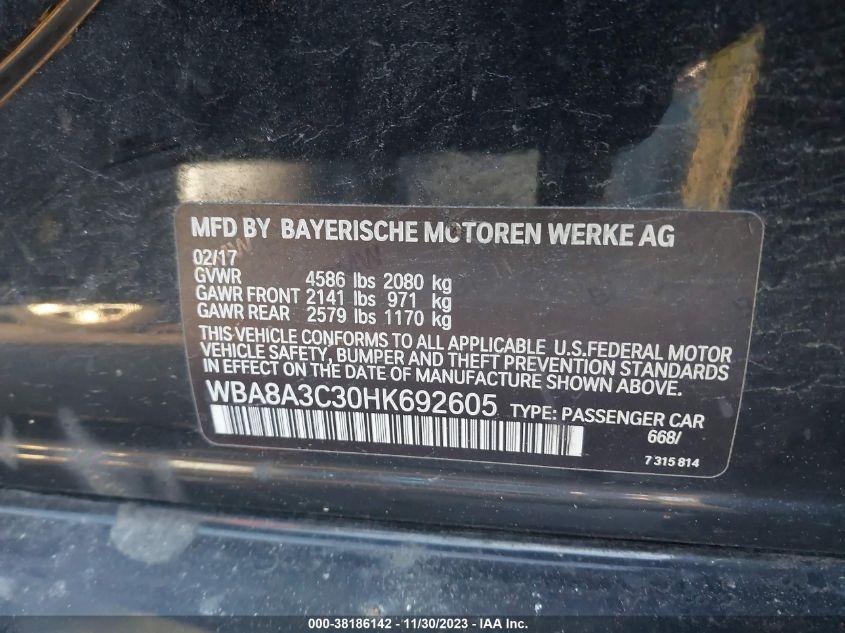 MFD BY BAYERISCHE MOTOREN WERKE AG
02/17
GVWR 4586 lbs 2080 kg
GAWR FRONT 2141 lbs 971 kg
GAWR REAR 2579 lbs 1170 kg
THIS VEHICLE CONFORMS TO ALL APPLICABLE U.S.FEDERAL MOTOR
VEHICLE SAFETY, BUMPER AND THEFT PREVENTION STANDARDS
IN EFFECT ON THE DATE OF MANUFACTURE SHOWN ABOVE.
WBA8A3C30HK692605 TYPE: PASSENGER CAR
668/
7 315 814
000-38186142 - 11/30/2023 - IAA Inc.